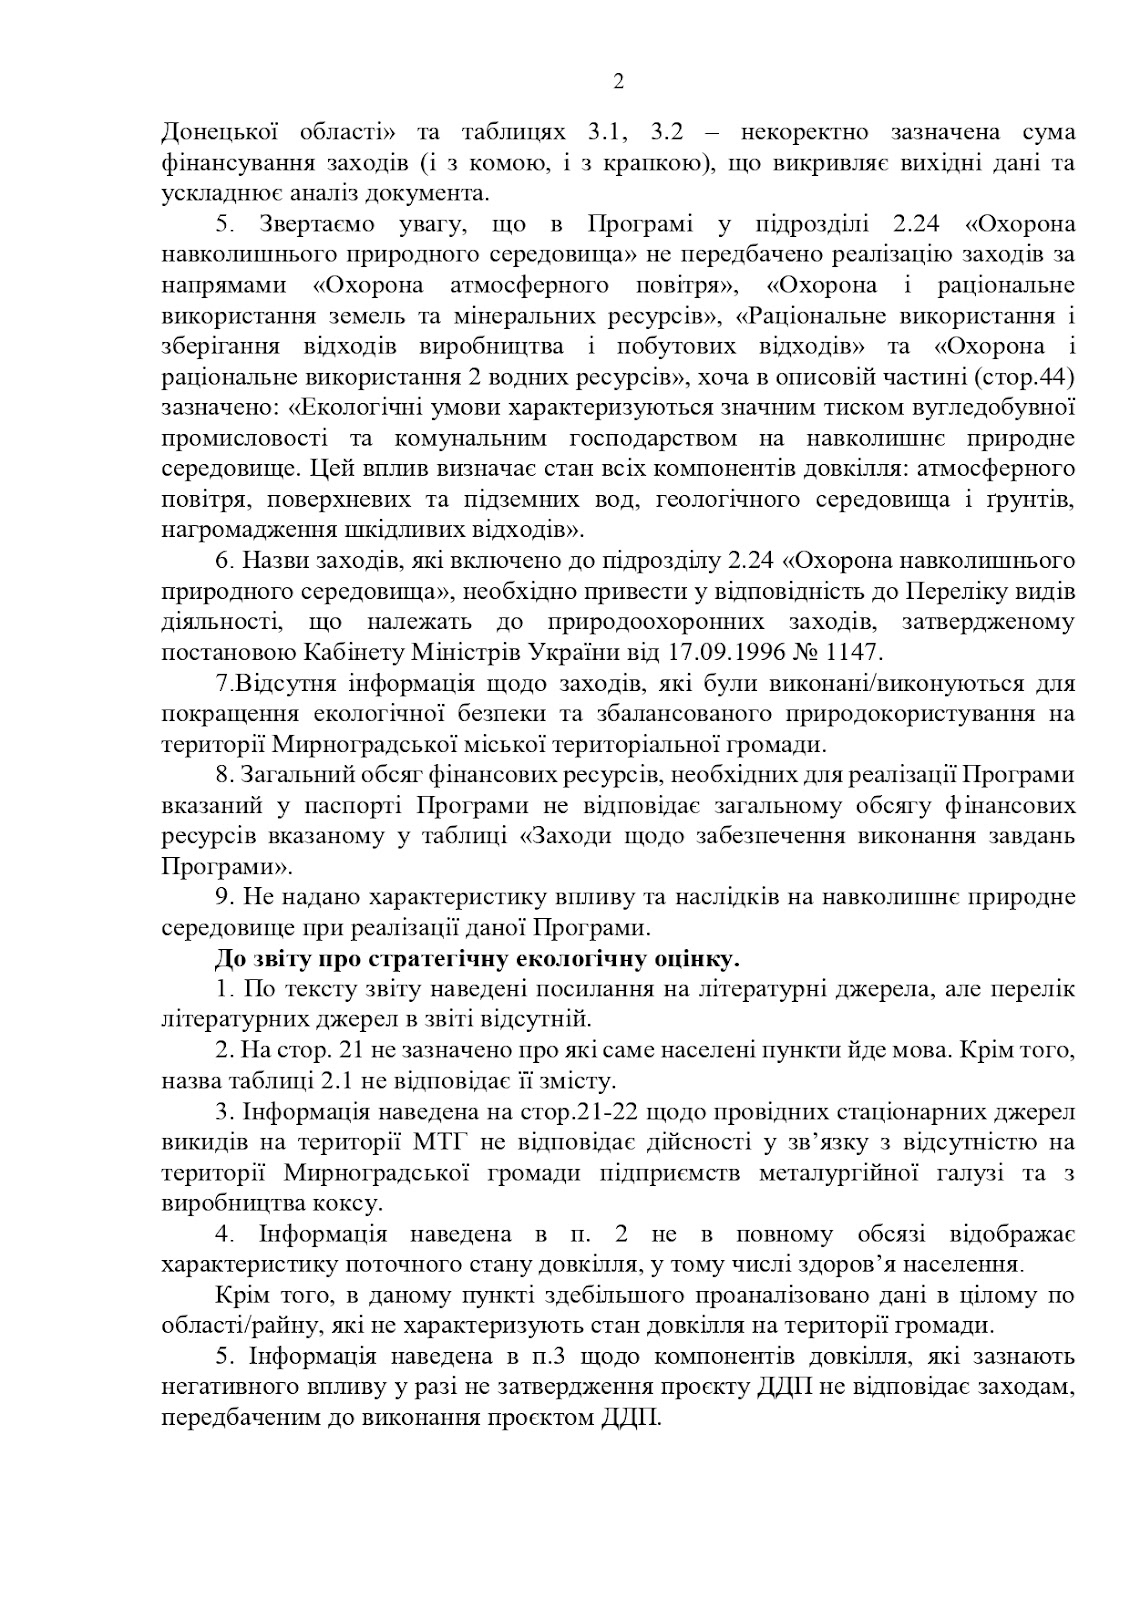 2
Донецької області» та таблицях 3.1, 3.2 – некоректно зазначена сума
фінансування заходів (і з комою, і з крапкою), що викривляє вихідні дані та
ускладнює аналіз документа.
5. Звертаємо увагу, що в Програмі у підрозділі 2.24 «Охорона
навколишнього природного середовища» не передбачено реалізацію заходів за
напрямами «Охорона атмосферного повітря», «Охорона і раціональне
використання земель та мінеральних ресурсів», «Раціональне використання і
зберігання відходів виробництва і побутових відходів» та «Охорона і
раціональне використання 2 водних ресурсів», хоча в описовій частині (стор.44)
зазначено: «Екологічні умови характеризуються значним тиском вугледобувної
промисловості та комунальним господарством на навколишнє природне
середовище. Цей вплив визначає стан всіх компонентів довкілля: атмосферного
повітря, поверхневих та підземних вод, геологічного середовища і ґрунтів,
нагромадження шкідливих відходів».
6. Назви заходів, які включено до підрозділу 2.24 «Охорона навколишнього
природного середовища», необхідно привести у відповідність до Переліку видів
діяльності, що належать до природоохоронних заходів, затвердженому
постановою Кабінету Міністрів України від 17.09.1996 № 1147.
7.Відсутня інформація щодо заходів, які були виконані/виконуються для
покращення екологічної безпеки та збалансованого природокористування на
території Мирноградської міської територіальної громади.
8. Загальний обсяг фінансових ресурсів, необхідних для реалізації Програми
вказаний у паспорті Програми не відповідає загальному обсягу фінансових
ресурсів вказаному у таблиці «Заходи щодо забезпечення виконання завдань
Програми».
9. Не надано характеристику впливу та наслідків на навколишнє природне
середовище при реалізації даної Програми.
До звіту про стратегічну екологічну оцінку.
1. По тексту звіту наведені посилання на літературні джерела, але перелік
літературних джерел в звіті відсутній.
2. На стор. 21 не зазначено про які саме населені пункти йде мова. Крім того,
назва таблиці 2.1 не відповідає її змісту.
3. Інформація наведена на стор.21-22 щодо провідних стаціонарних джерел
викидів на території МТГ не відповідає дійсності у зв’язку з відсутністю на
території Мирноградської громади підприємств металургійної галузі та з
виробництва коксу.
4. Інформація наведена в п. 2 не в повному обсязі відображає
характеристику поточного стану довкілля, у тому числі здоров’я населення.
Крім того, в даному пункті здебільшого проаналізовано дані в цілому по
області/райну, які не характеризують стан довкілля на території громади.
5. Інформація наведена в п.3 щодо компонентів довкілля, які зазнають
негативного впливу у разі не затвердження проєкту ДДП не відповідає заходам,
передбаченим до виконання проєктом ДДП.